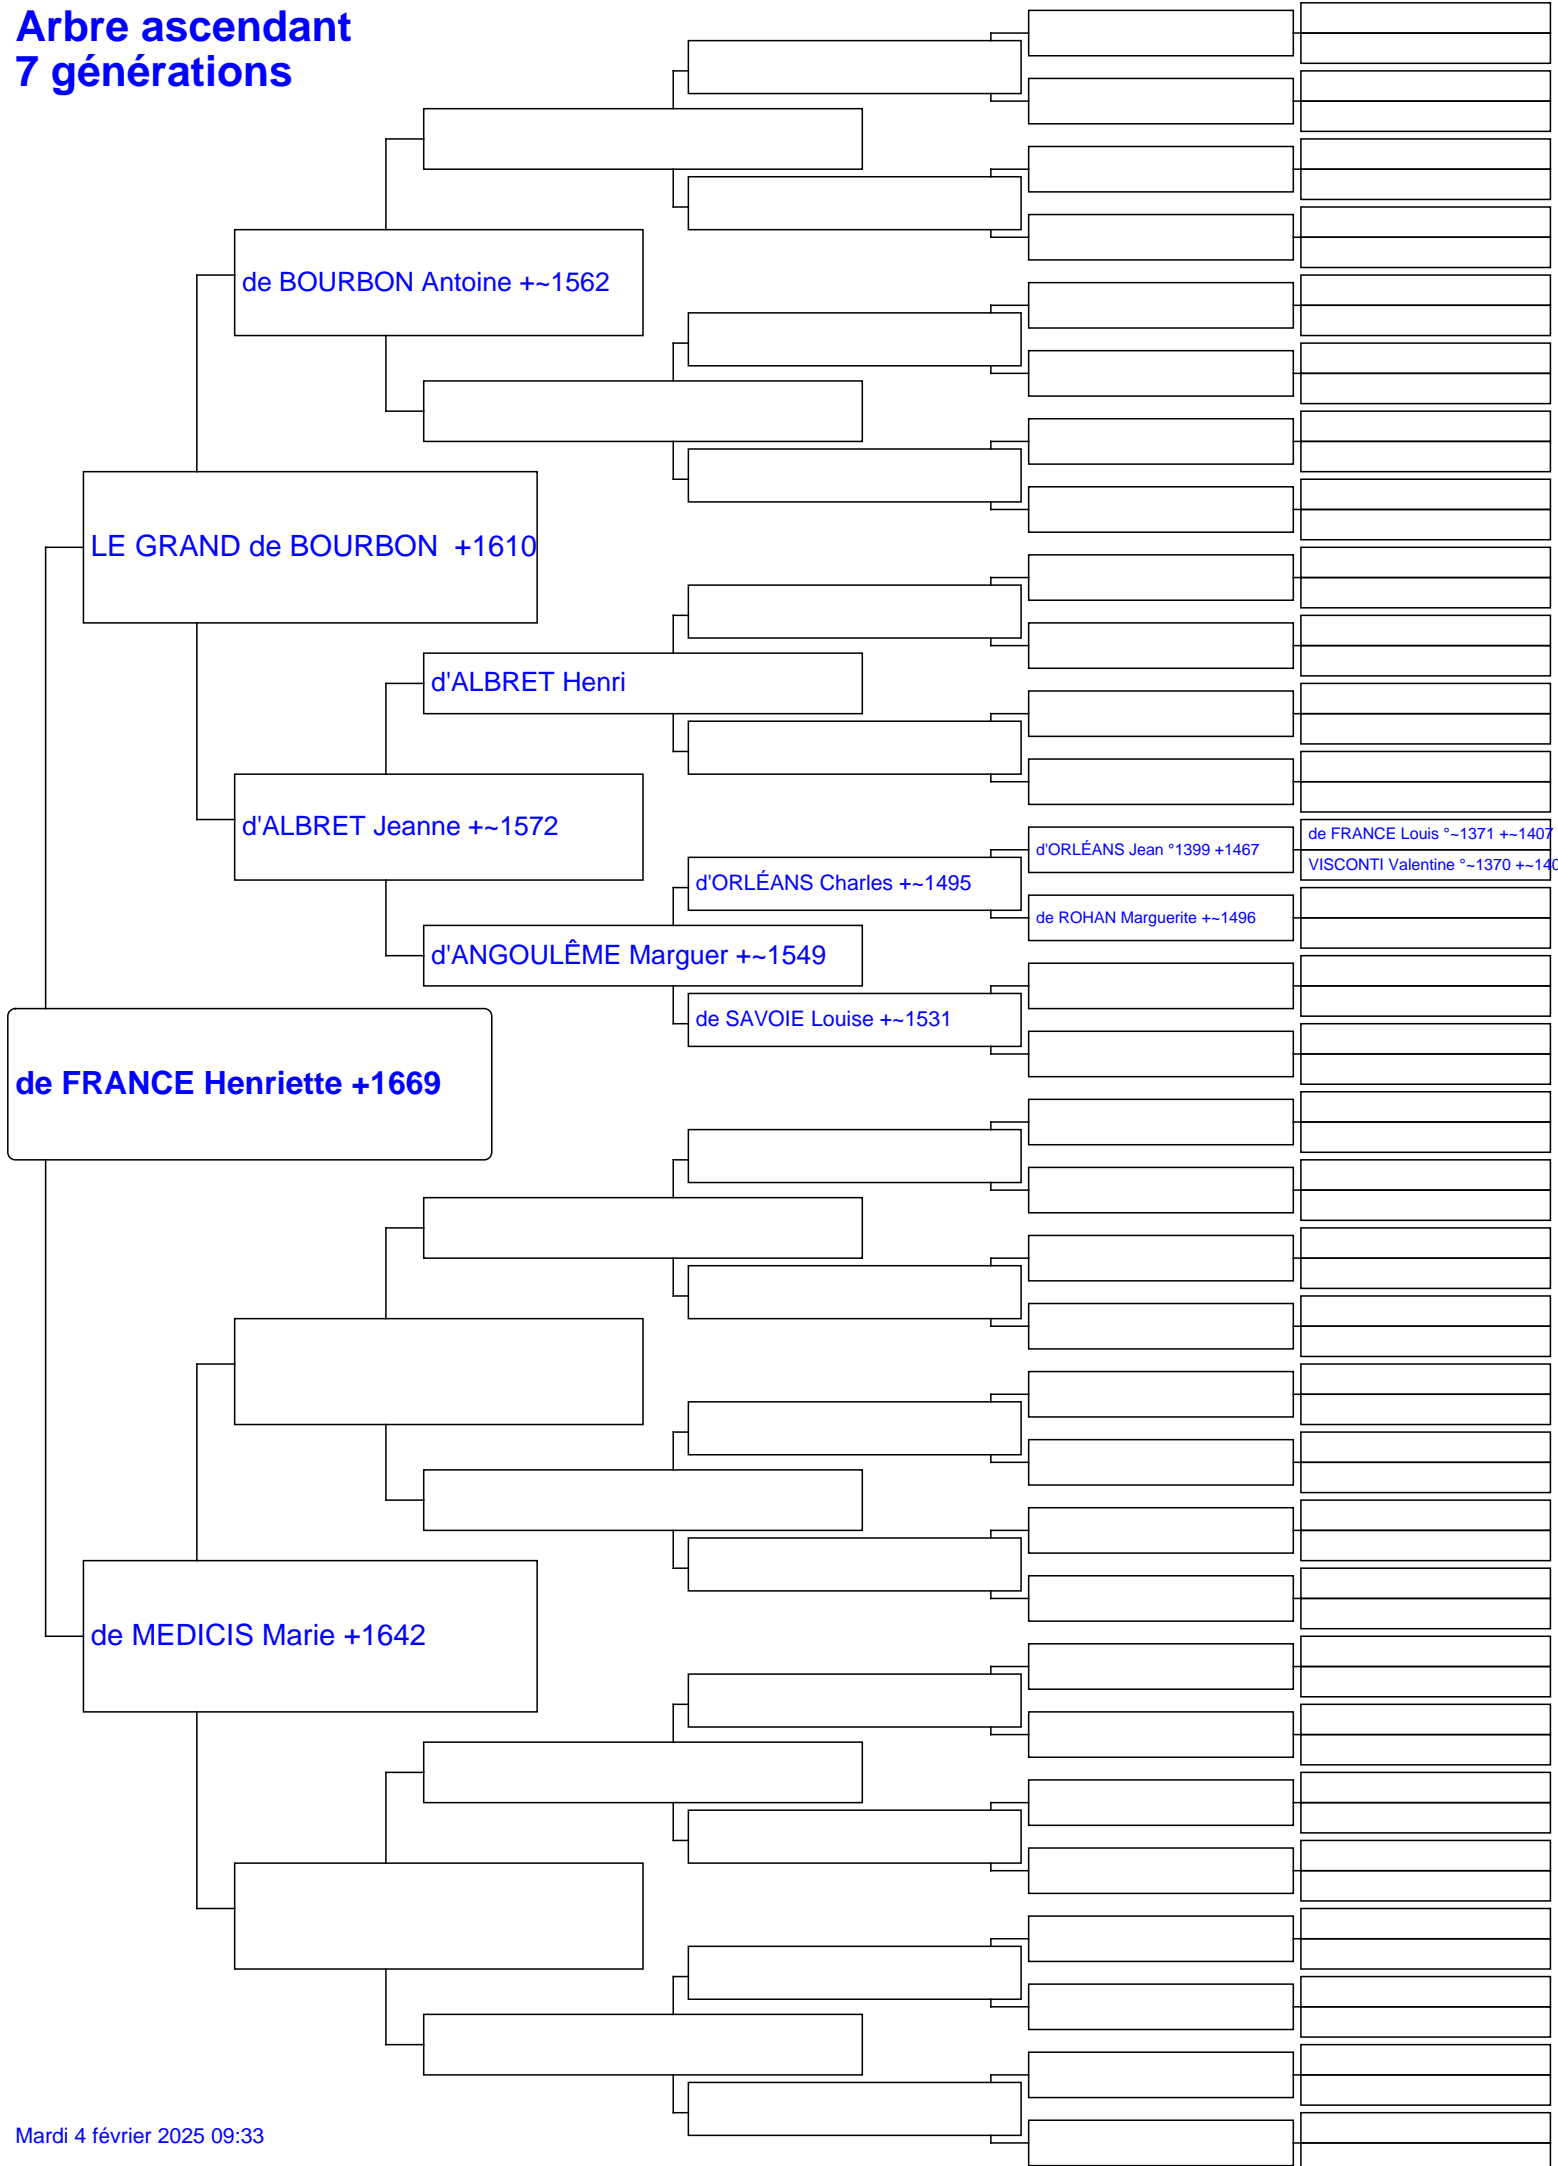 Arbre ascendant
7 générations
de BOURBON Antoine +~1562
LE GRAND de BOURBON  +1610
d'ALBRET Henri
d'ALBRET Jeanne +~1572
de FRANCE Louis °~1371 +~1407
d'ORLÉANS Jean °1399 +1467
VISCONTI Valentine °~1370 +~140
d'ORLÉANS Charles +~1495
de ROHAN Marguerite +~1496
d'ANGOULÊME Marguer +~1549
de SAVOIE Louise +~1531
de FRANCE Henriette +1669
de MEDICIS Marie +1642
Mardi 4 février 2025 09:33